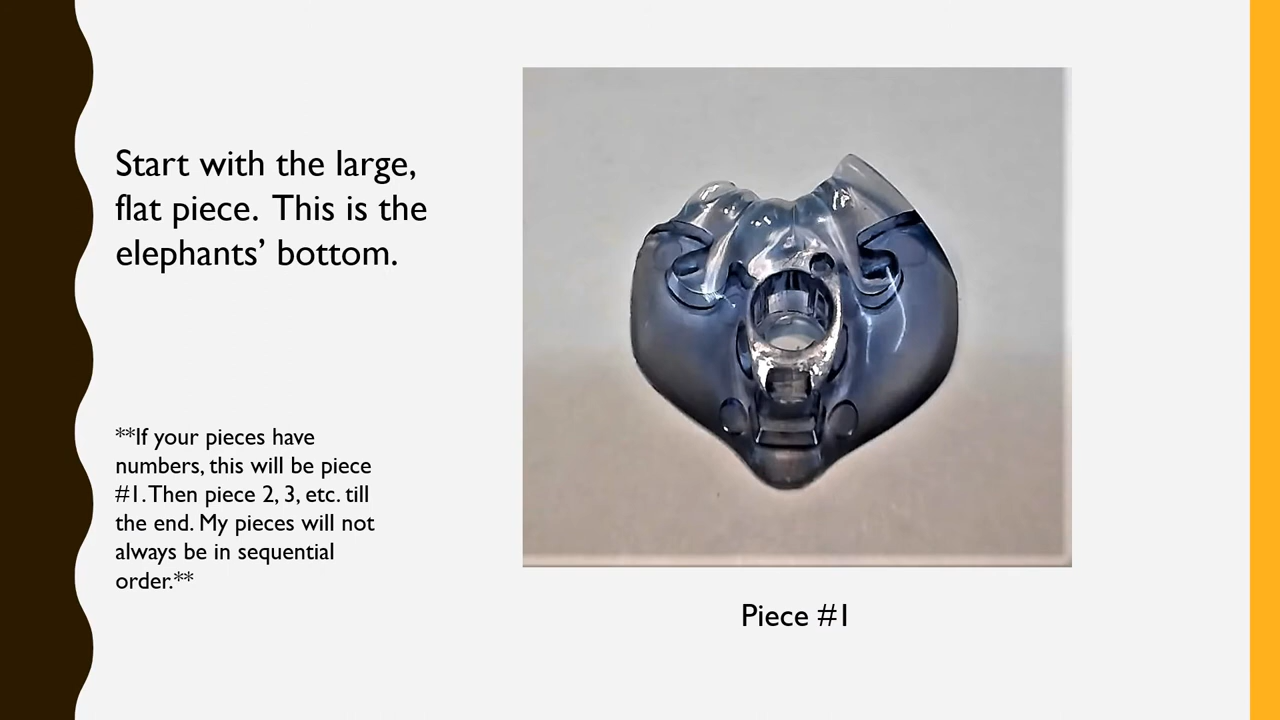 Start with the large,
flat piece. This is the
elephants’ bottom.
**If your pieces have
numbers, this will be piece
#1. Then piece 2, 3, etc. till
the end. My pieces will not
always be in sequential
order.**
Piece #1